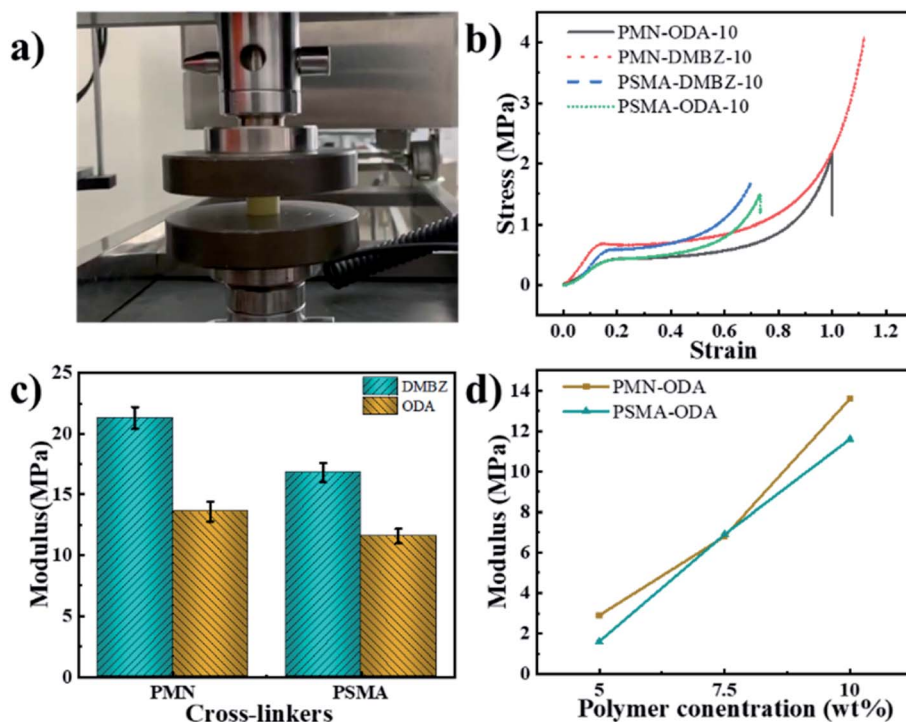 a)
b)
PMN-ODA-10
PMN-DMBZ-10
PSMA-DMBZ-10
PSMA-ODA-10
Stress (MPa)
4
3
2
1
0
0.0 0.2 0.4 0.6 0.8 1.0 1.2
Strain
c)
DMBZ
ODA
Modulus(MPa)
25
20
15
10
5
0
PMN PSMA
Cross-linkers
d)
PMN-ODA
PSMA-ODA
Modulus (MPa)
14
12
10
8
6
4
2
0
5 7.5 10
Polymer conentration (wt%)